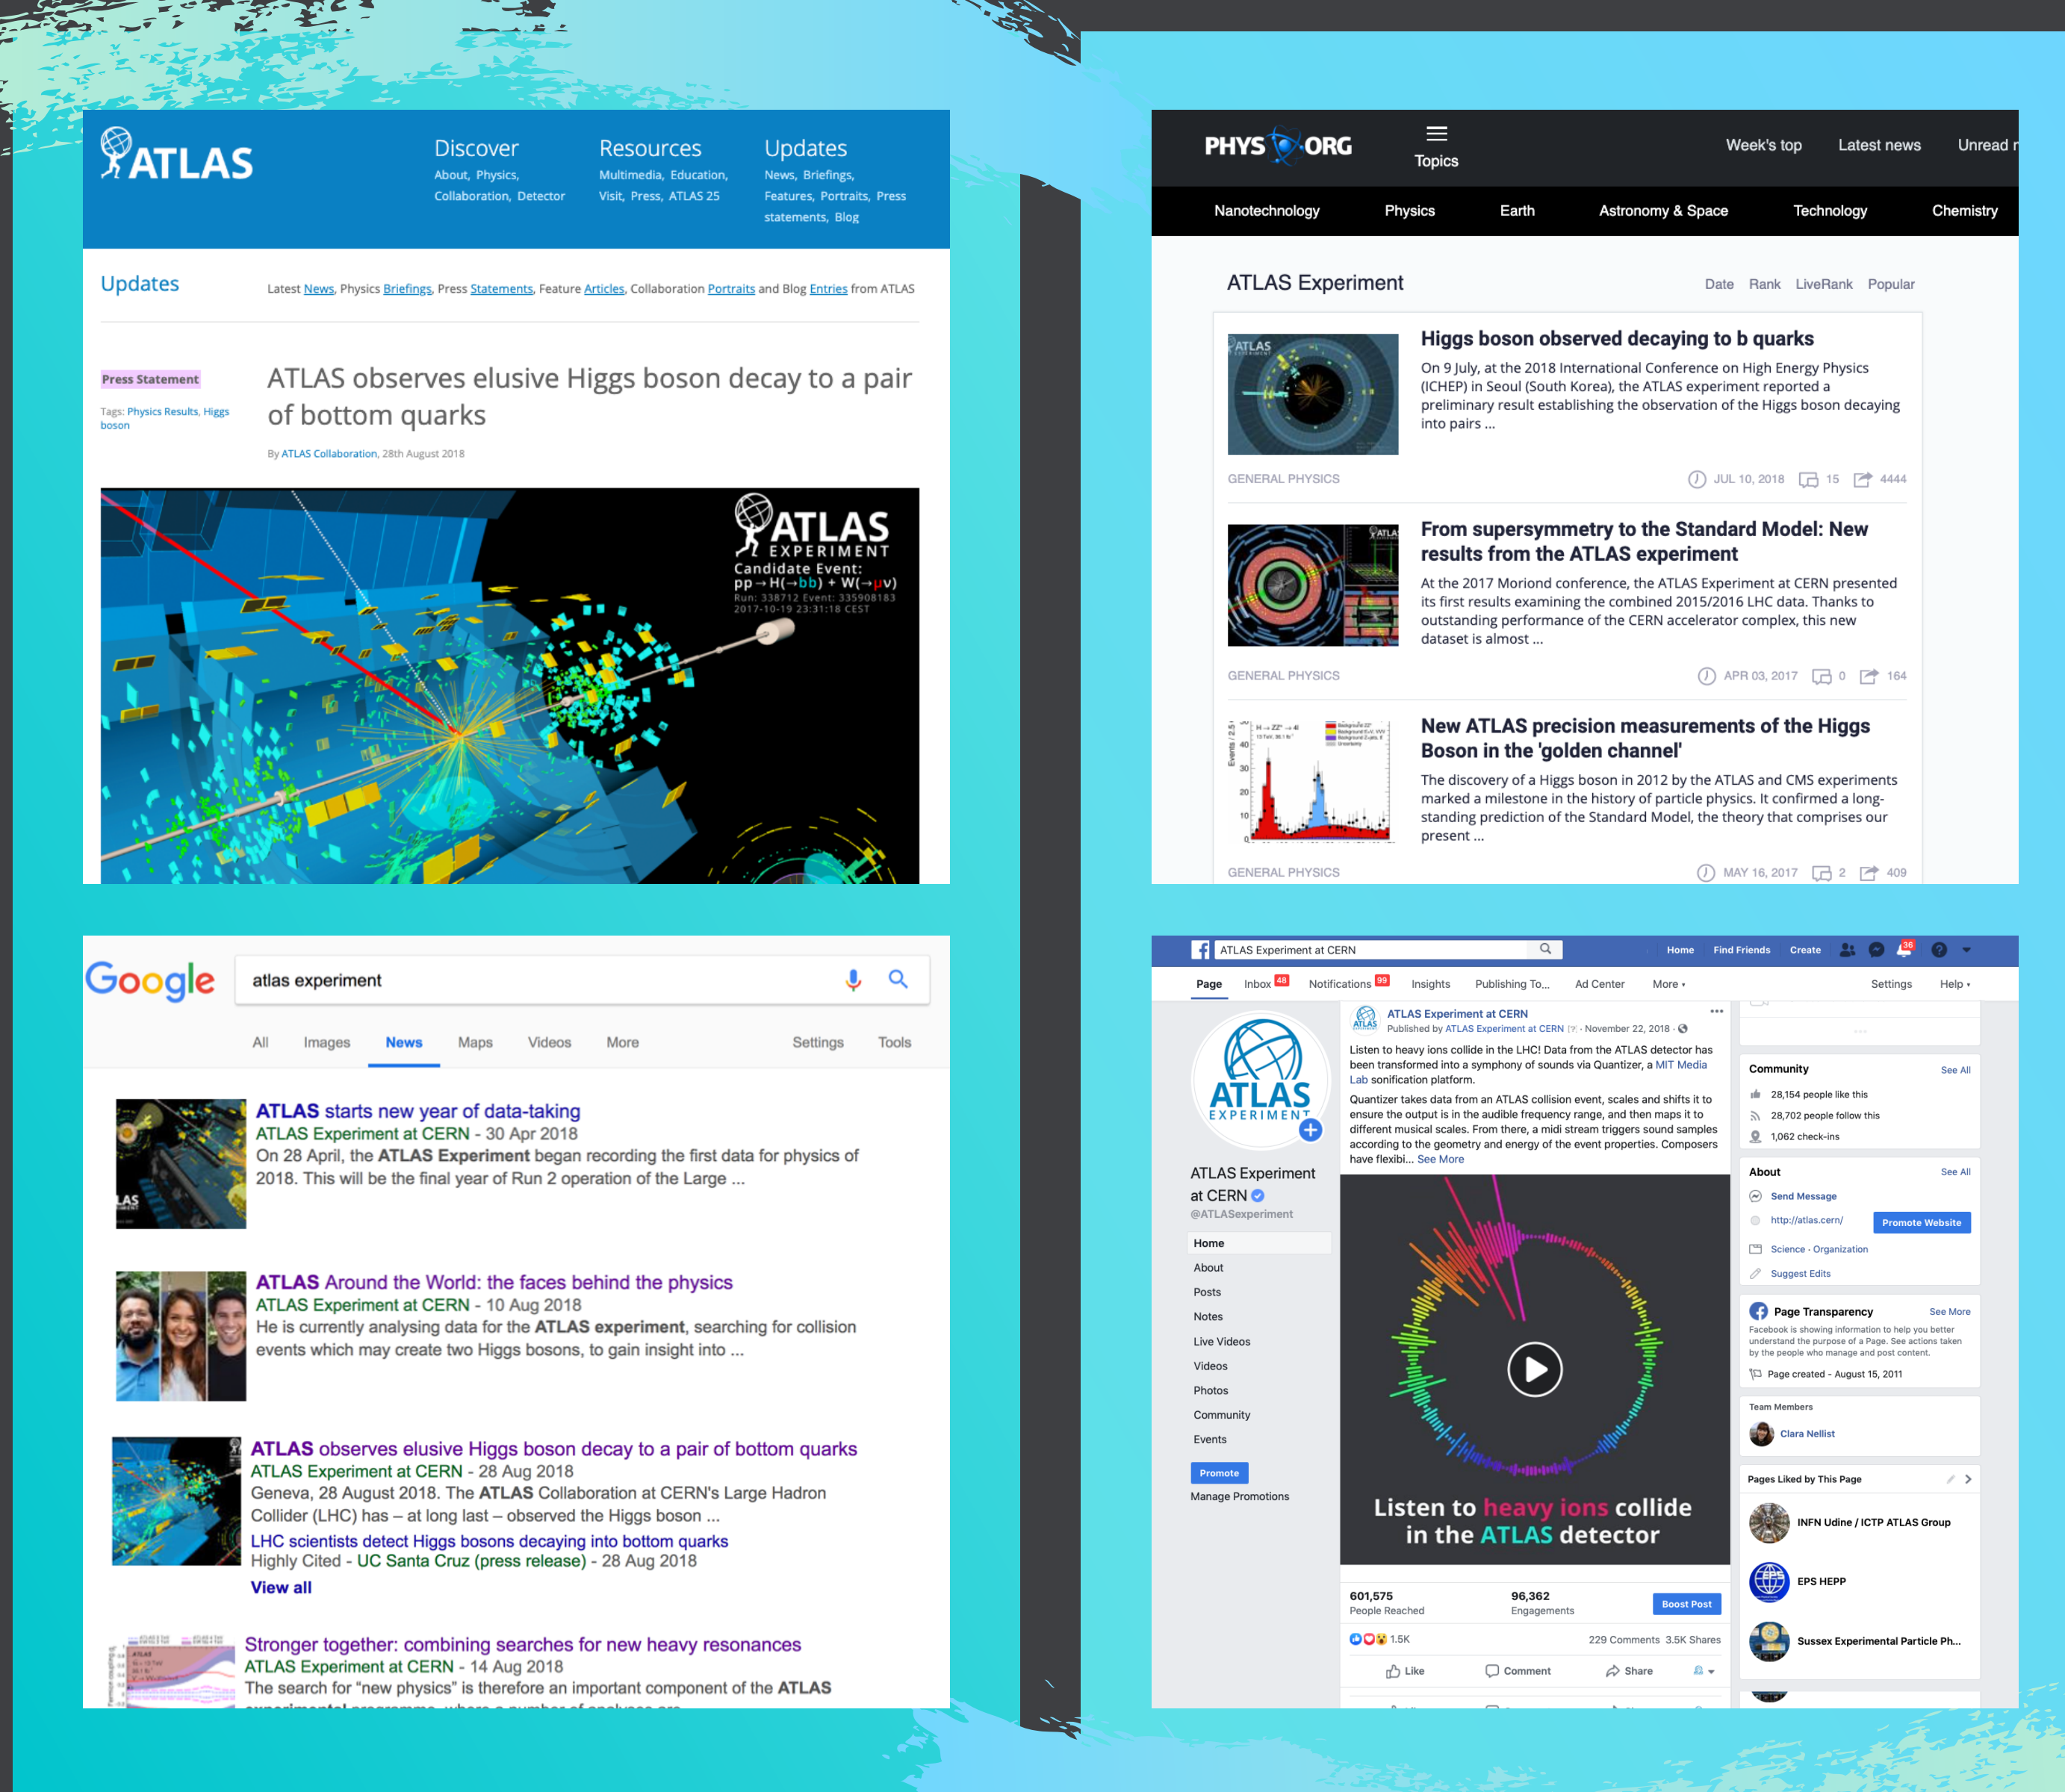 ATLAS
Discover
About, Physics,
Collaboration, Detector
Resources
Multimedia, Education,
Visit, Press, ATLAS 25
Updates
News, Briefings,
Features, Portraits, Press
statements, Blog
Updates
Latest News, Physics Briefings, Press Statements, Feature Articles, Collaboration Portraits and Blog Entries from ATLAS
Press Statement
Tags: Physics Results, Higgs
boson
ATLAS observes elusive Higgs boson decay to a pair
of bottom quarks
By ATLAS Collaboration, 28th August 2018
ATLAS
EXPERIMENT
Candidate Event:
pp→H(→bb) + W(→μν)
Run: 338712 Event: 335908183
2017-10-19 23:31:18 CEST
PHYS ORG
Topics
Week's top Latest news Unread
Nanotechnology Physics Earth Astronomy & Space Technology Chemistry
ATLAS Experiment
Date Rank LiveRank Popular
ATLAS
EXPERIMENT
Higgs boson observed decaying to b quarks
On 9 July, at the 2018 International Conference on High Energy Physics
(ICHEP) in Seoul (South Korea), the ATLAS experiment reported a
preliminary result establishing the observation of the Higgs boson decaying
into pairs ...
GENERAL PHYSICS
JUL 10, 2018 15 4444
From supersymmetry to the Standard Model: New
results from the ATLAS experiment
At the 2017 Moriond conference, the ATLAS Experiment at CERN presented
its first results examining the combined 2015/2016 LHC data. Thanks to
outstanding performance of the CERN accelerator complex, this new
dataset is almost ...
GENERAL PHYSICS
APR 03, 2017 0 164
New ATLAS precision measurements of the Higgs
Boson in the 'golden channel'
The discovery of a Higgs boson in 2012 by the ATLAS and CMS experiments
marked a milestone in the history of particle physics. It confirmed a long-
standing prediction of the Standard Model, the theory that comprises our
present ...
GENERAL PHYSICS
MAY 16, 2017 2 409
Google
atlas experiment
All Images News Maps Videos More Settings Tools
ATLAS starts new year of data-taking
ATLAS Experiment at CERN - 30 Apr 2018
On 28 April, the ATLAS Experiment began recording the first data for physics of
2018. This will be the final year of Run 2 operation of the Large ...
ATLAS Around the World: the faces behind the physics
ATLAS Experiment at CERN - 10 Aug 2018
He is currently analysing data for the ATLAS experiment, searching for collision
events which may create two Higgs bosons, to gain insight into ...
ATLAS observes elusive Higgs boson decay to a pair of bottom quarks
ATLAS Experiment at CERN - 28 Aug 2018
Geneva, 28 August 2018. The ATLAS Collaboration at CERN's Large Hadron
Collider (LHC) has – at long last – observed the Higgs boson ...
LHC scientists detect Higgs bosons decaying into bottom quarks
Highly Cited - UC Santa Cruz (press release) - 28 Aug 2018
View all
Stronger together: combining searches for new heavy resonances
ATLAS Experiment at CERN - 14 Aug 2018
The search for “new physics” is therefore an important component of the ATLAS
experimental programme, where a number of analyses are
ATLAS Experiment at CERN
Home Find Friends Create 36
Page Inbox 48 Notifications 99 Insights Publishing To... Ad Center More Settings Help
ATLAS
EXPERIMENT
ATLAS Experiment
at CERN
@ATLASexperiment
Home
About
Posts
Notes
Live Videos
Videos
Photos
Community
Events
Promote
Manage Promotions
ATLAS Experiment at CERN
Published by ATLAS Experiment at CERN [?] · November 22, 2018 ·
Listen to heavy ions collide in the LHC! Data from the ATLAS detector has
been transformed into a symphony of sounds via Quantizer, a MIT Media
Lab sonification platform.
Quantizer takes data from an ATLAS collision event, scales and shifts it to
ensure the output is in the audible frequency range, and then maps it to
different musical scales. From there, a midi stream triggers sound samples
according to the geometry and energy of the event properties. Composers
have flexibi... See More
Listen to heavy ions collide
in the ATLAS detector
601,575
People Reached
96,362
Engagements
Boost Post
1.5K
229 Comments 3.5K Shares
Like Comment Share
Community See All
28,154 people like this
28,702 people follow this
1,062 check-ins
About See All
Send Message
http://atlas.cern/
Promote Website
Science · Organization
Suggest Edits
Page Transparency See More
Facebook is showing information to help you better
understand the purpose of a Page. See actions taken
by the people who manage and post content.
Page created - August 15, 2011
Team Members
Clara Nellist
Pages Liked by This Page
INFN Udine / ICTP ATLAS Group
EPS HEPP
Sussex Experimental Particle Ph...